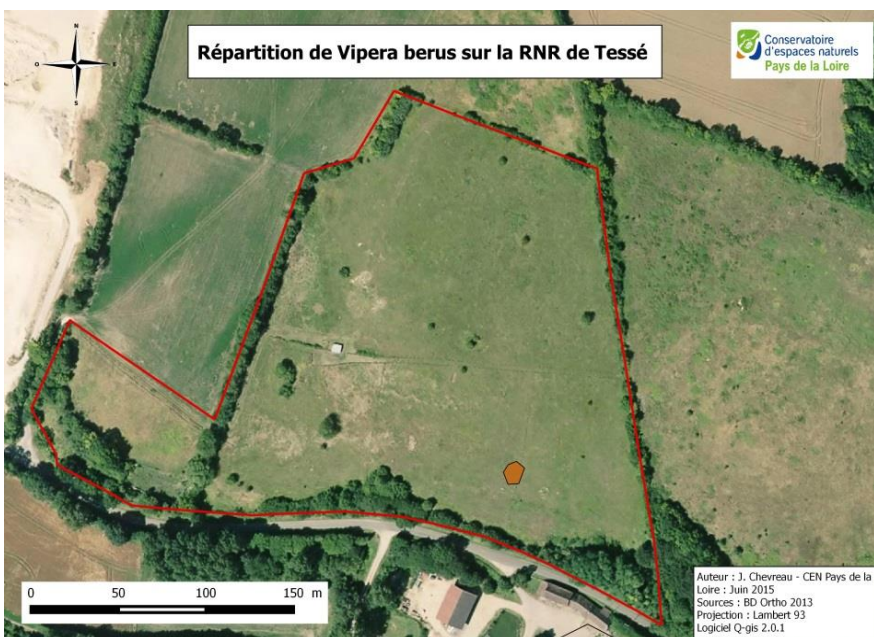 Répartition de Vipera berus sur la RNR de Tessé
Conservatoire
d'espaces naturels
Pays de la Loire
N
O E
S
0 50 100 150 m
Auteur : J. Chevreau - CEN Pays de la
Loire : Juin 2015
Sources : BD Ortho 2013
Projection : Lambert 93
Logiciel Q-gis 2.0.1